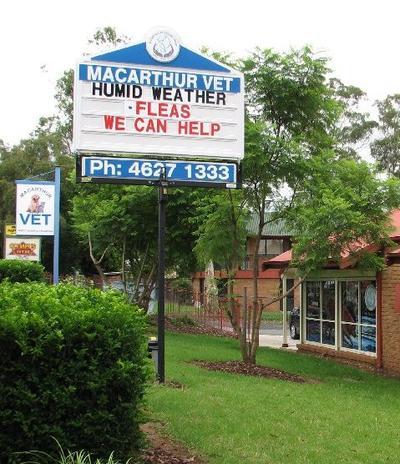 MACARTHUR VET
HUMID WEATHER
FLEAS
WE CAN HELP
Ph: 4627 1333
MACARTHUR
VET